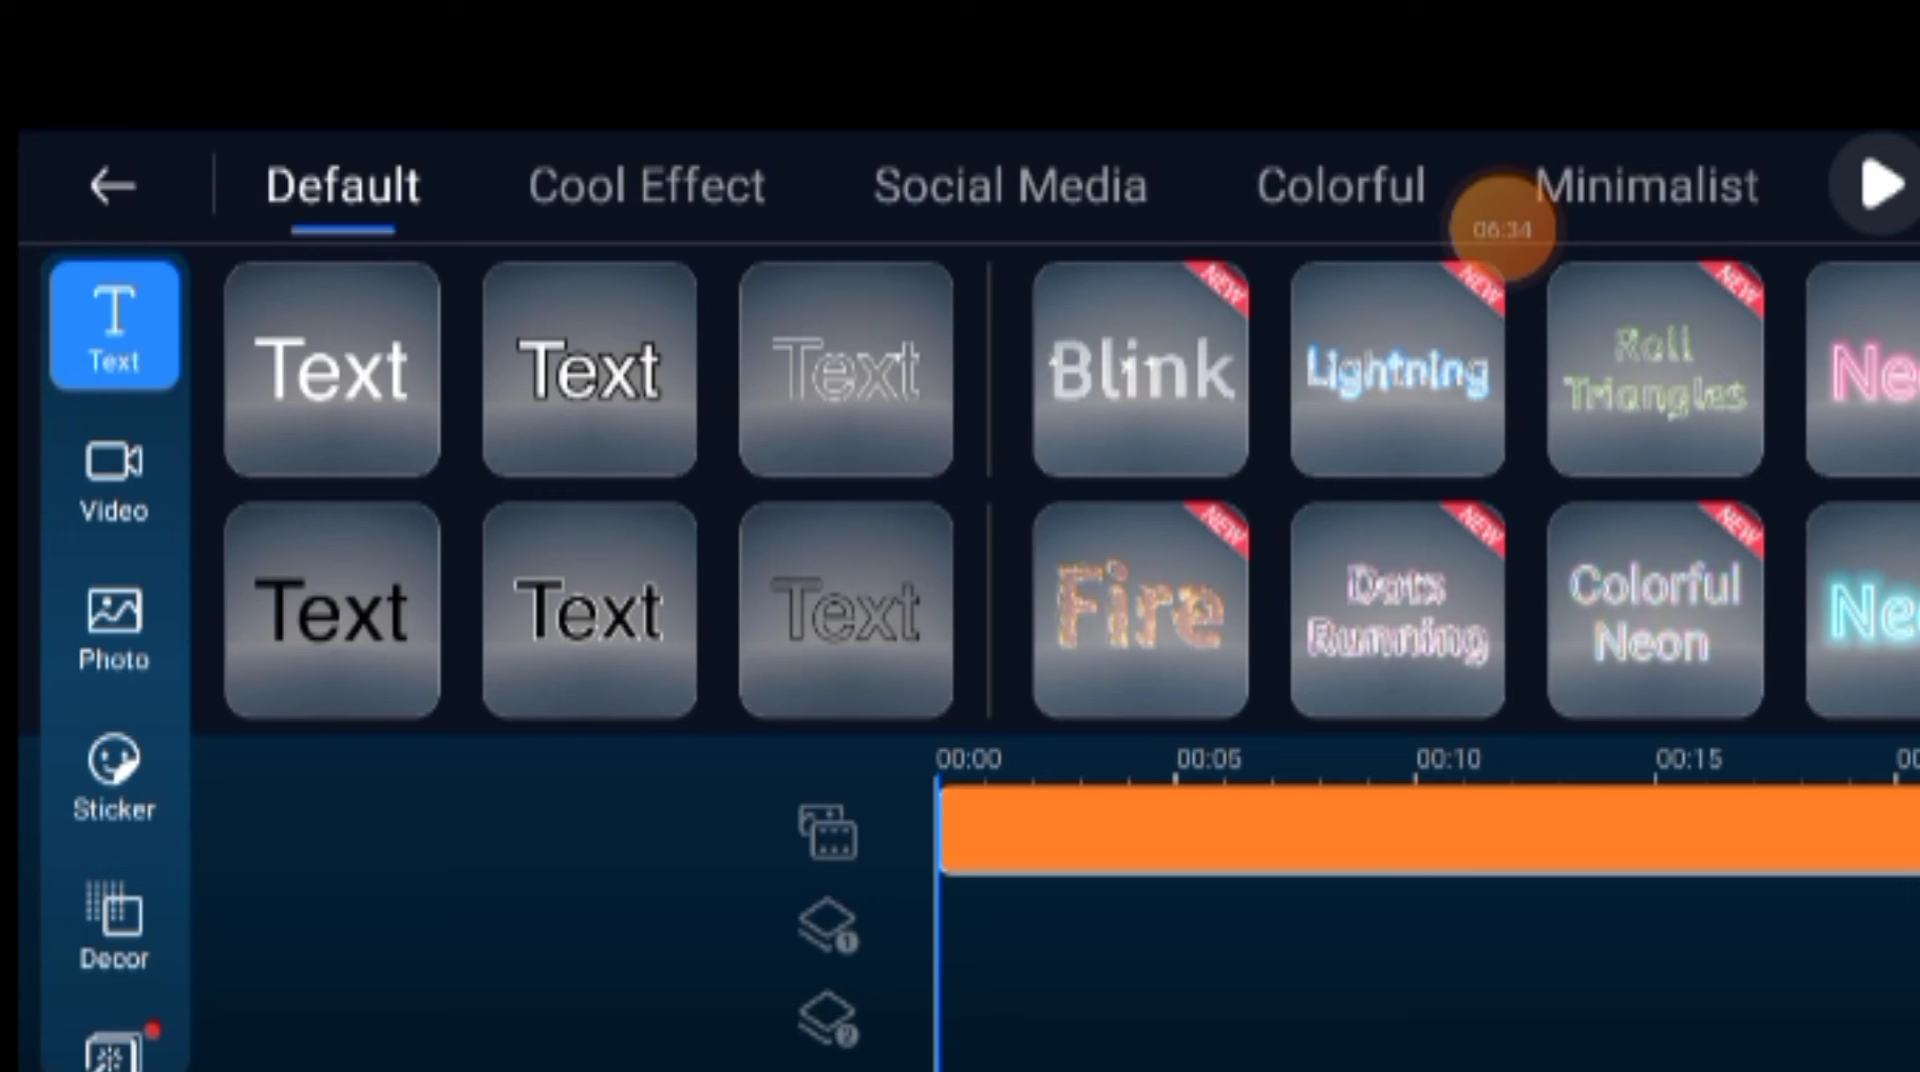 Default Cool Effect Social Media Colorful Minimalist
06:34
Text
Text Text Text Blink NEW Lightning NEW Roll Triangles NEW
Video
Text Text Text Fire NEW Dots Running NEW Colorful Neon NEW
Photo
00:00 00:05 00:10 00:15
Sticker
1
Decor
2